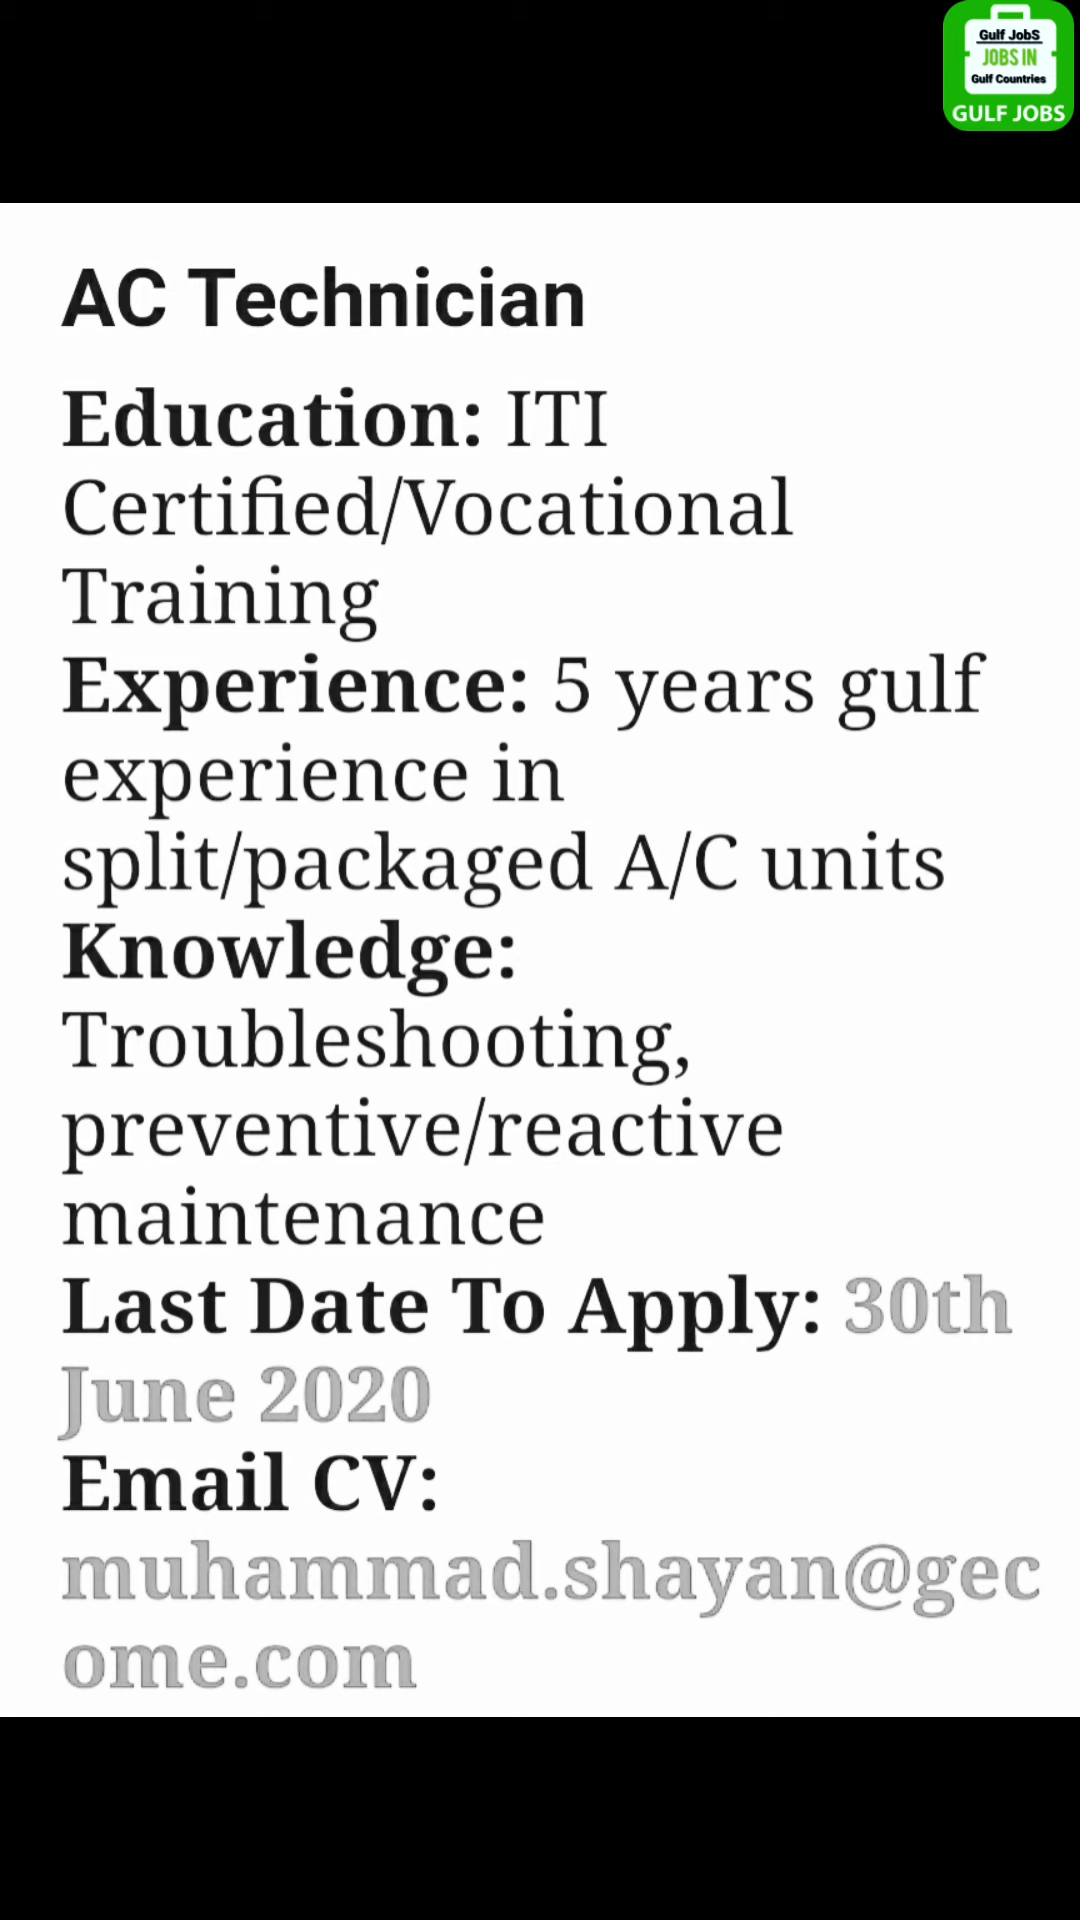 Gulf JobS
JOBS IN
Gulf Countries
GULF JOBS
AC Technician
Education: ITI
Certified/Vocational
Training
Experience: 5 years gulf
experience in
split/packaged A/C units
Knowledge:
Troubleshooting,
preventive/reactive
maintenance
Last Date To Apply: 30th
June 2020
Email CV:
muhammad.shayan@gec
ome.com